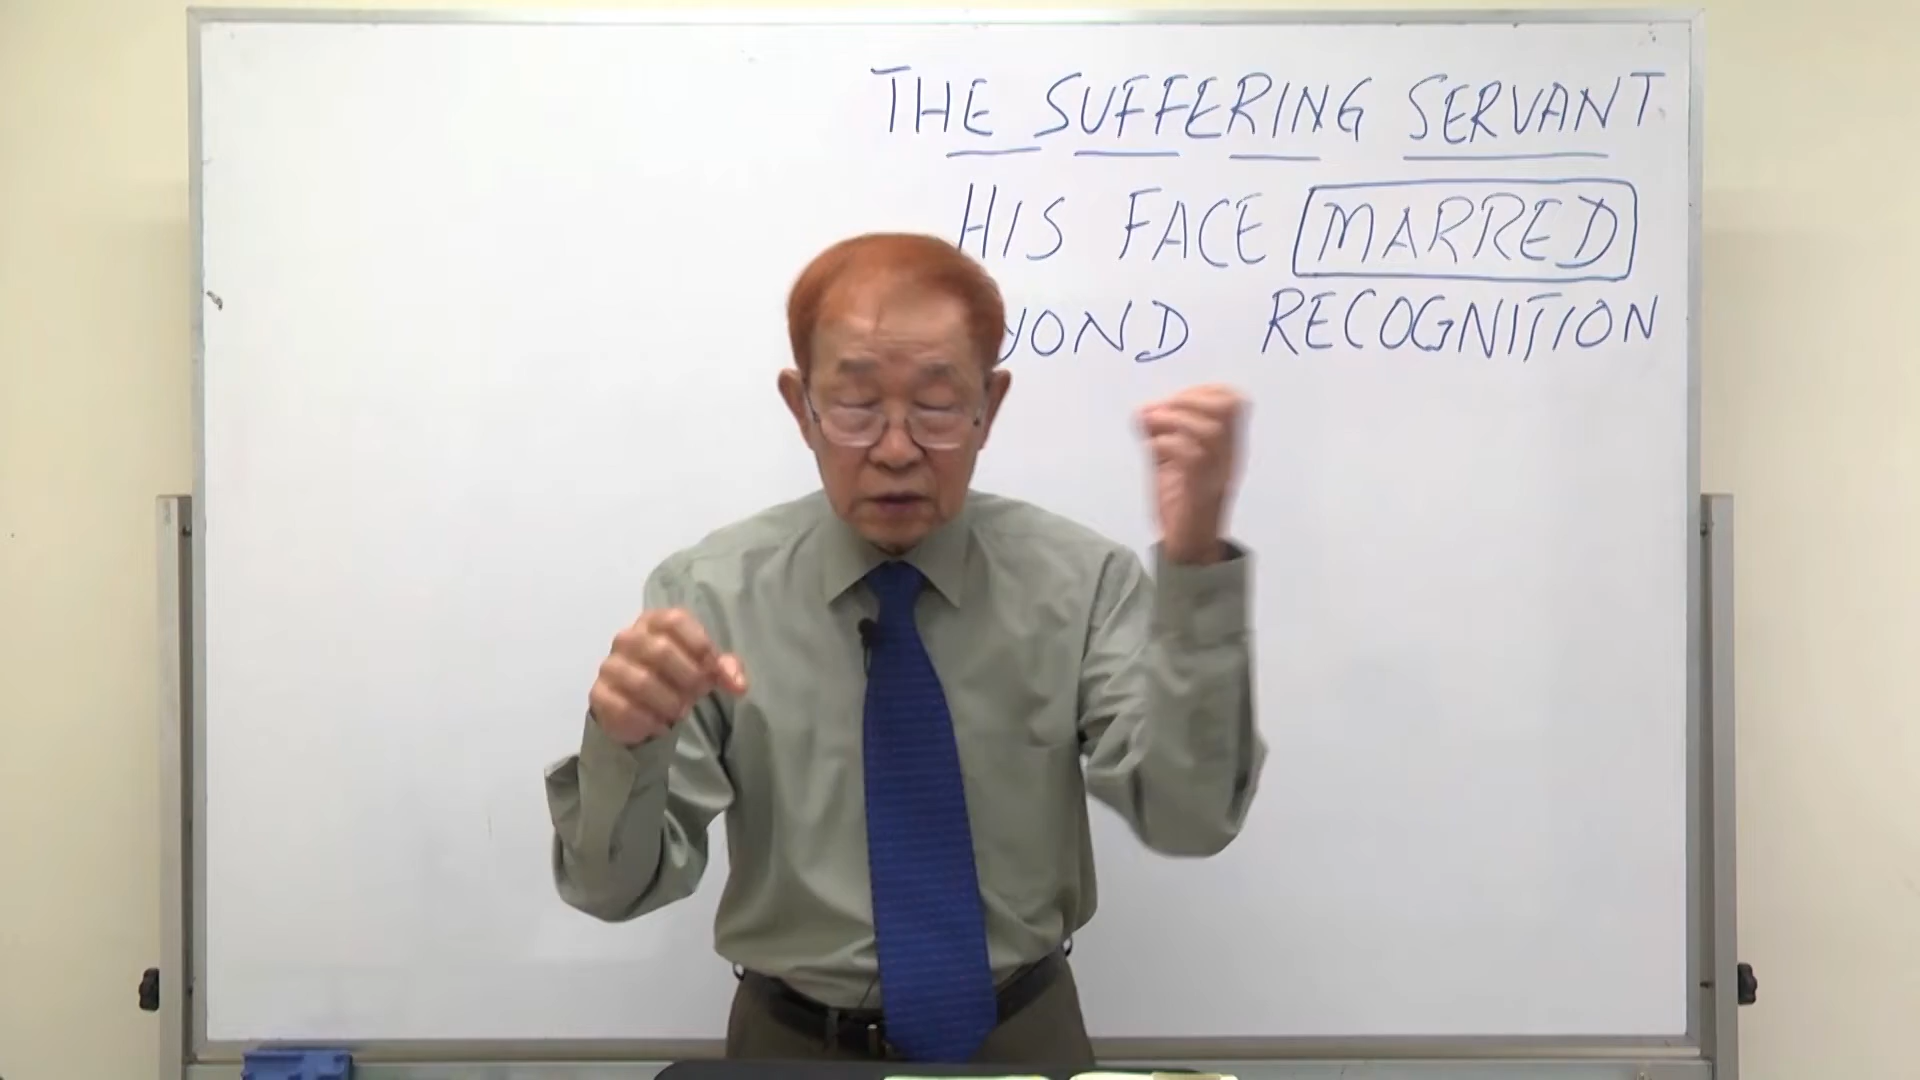 THE SUFFERING SERVANT
HIS FACE MARRED
YOND RECOGNITION